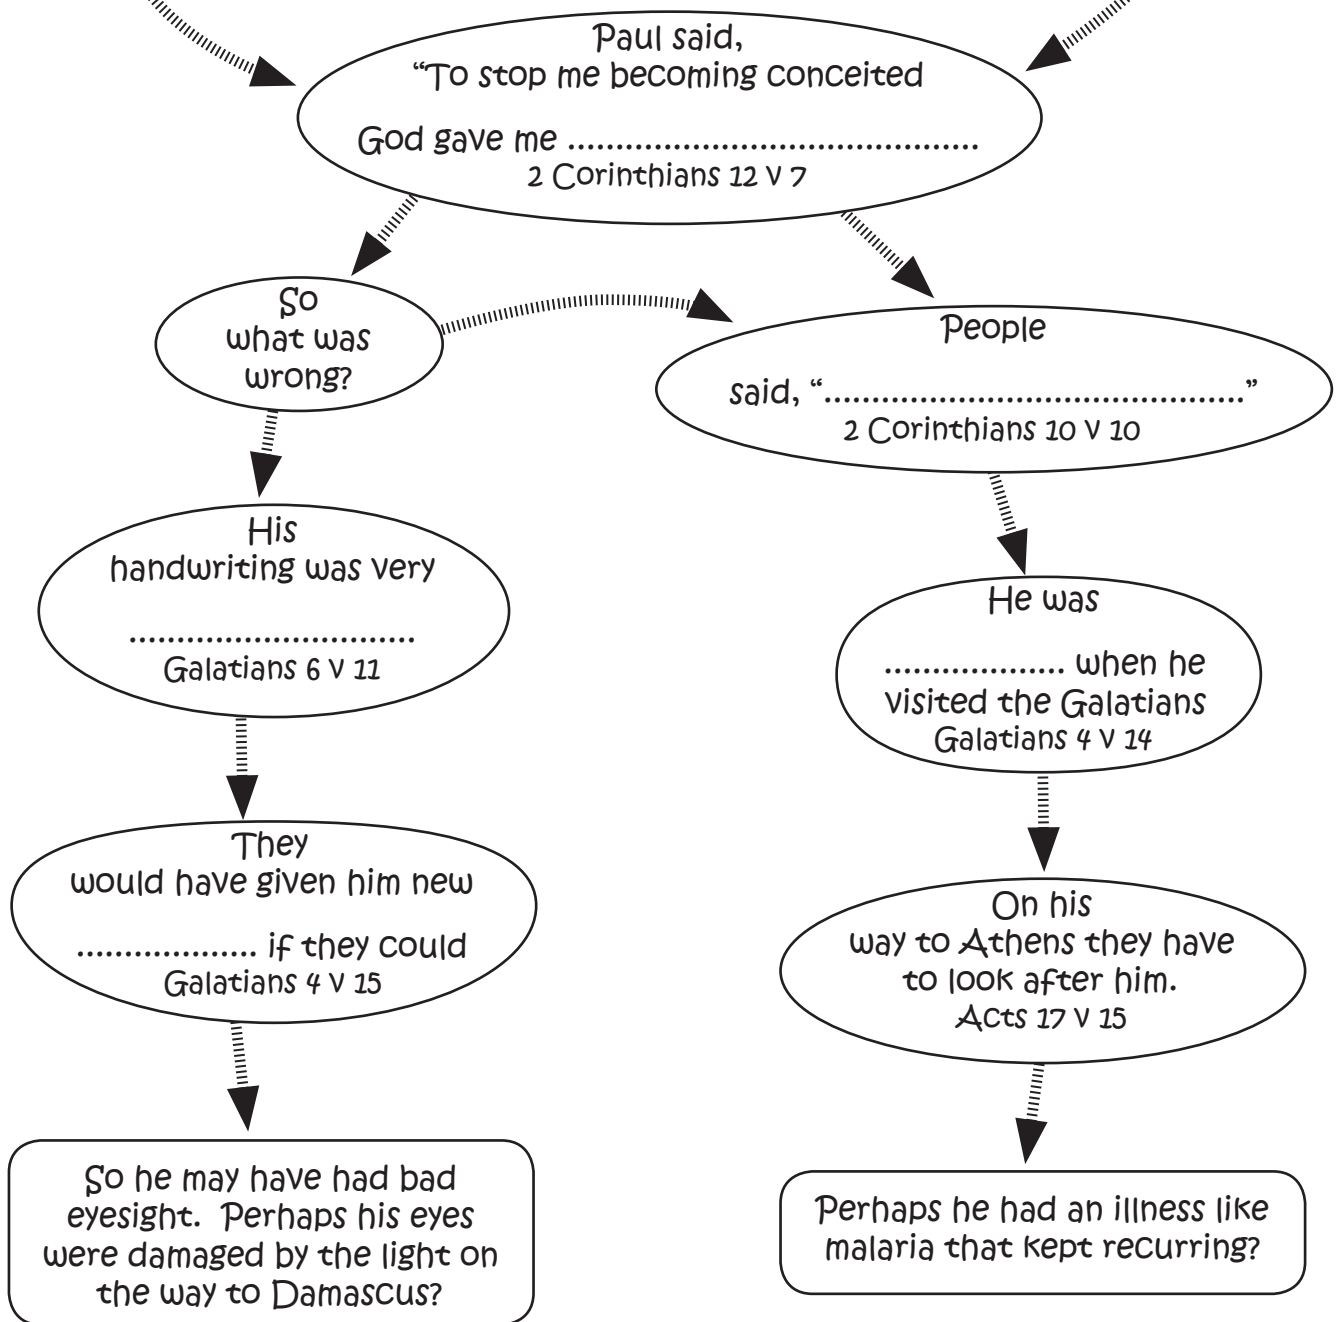 Paul said,
“To stop me becoming conceited
God gave me ...........................................
2 Corinthians 12 v 7
So
what was
wrong?
People
said, “............................................”
2 Corinthians 10 v 10
His
handwriting was very
..............................
Galatians 6 v 11
He was
................... when he
visited the Galatians
Galatians 4 v 14
They
would have given him new
................... if they could
Galatians 4 v 15
On his
way to Athens they have
to look after him.
Acts 17 v 15
So he may have had bad
eyesight. Perhaps his eyes
were damaged by the light on
the way to Damascus?
Perhaps he had an illness like
malaria that kept recurring?